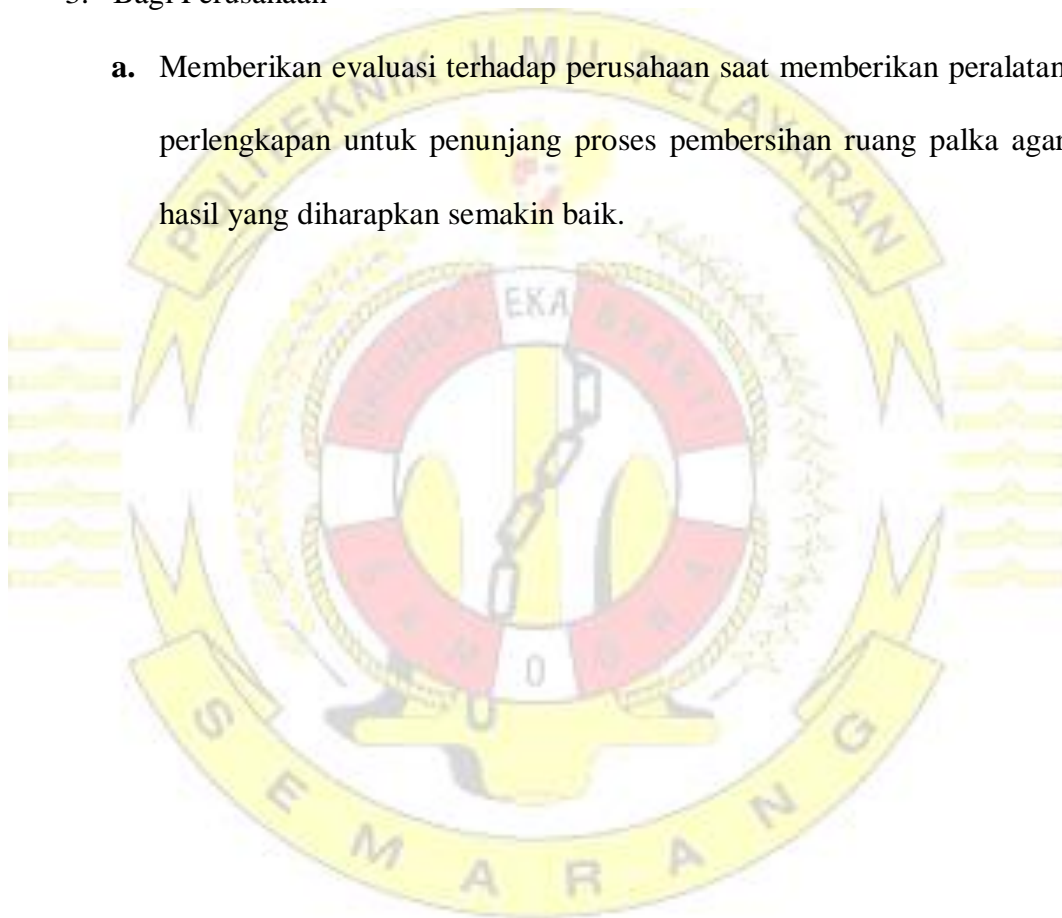 Bagi Perusahaan
a. Memberikan evaluasi terhadap perusahaan saat memberikan peralatan
perlengkapan untuk penunjang proses pembersihan ruang palka agar
hasil yang diharapkan semakin baik.
POLITEKNIK ILMU PELAYARAN
EKA
SEMARANG